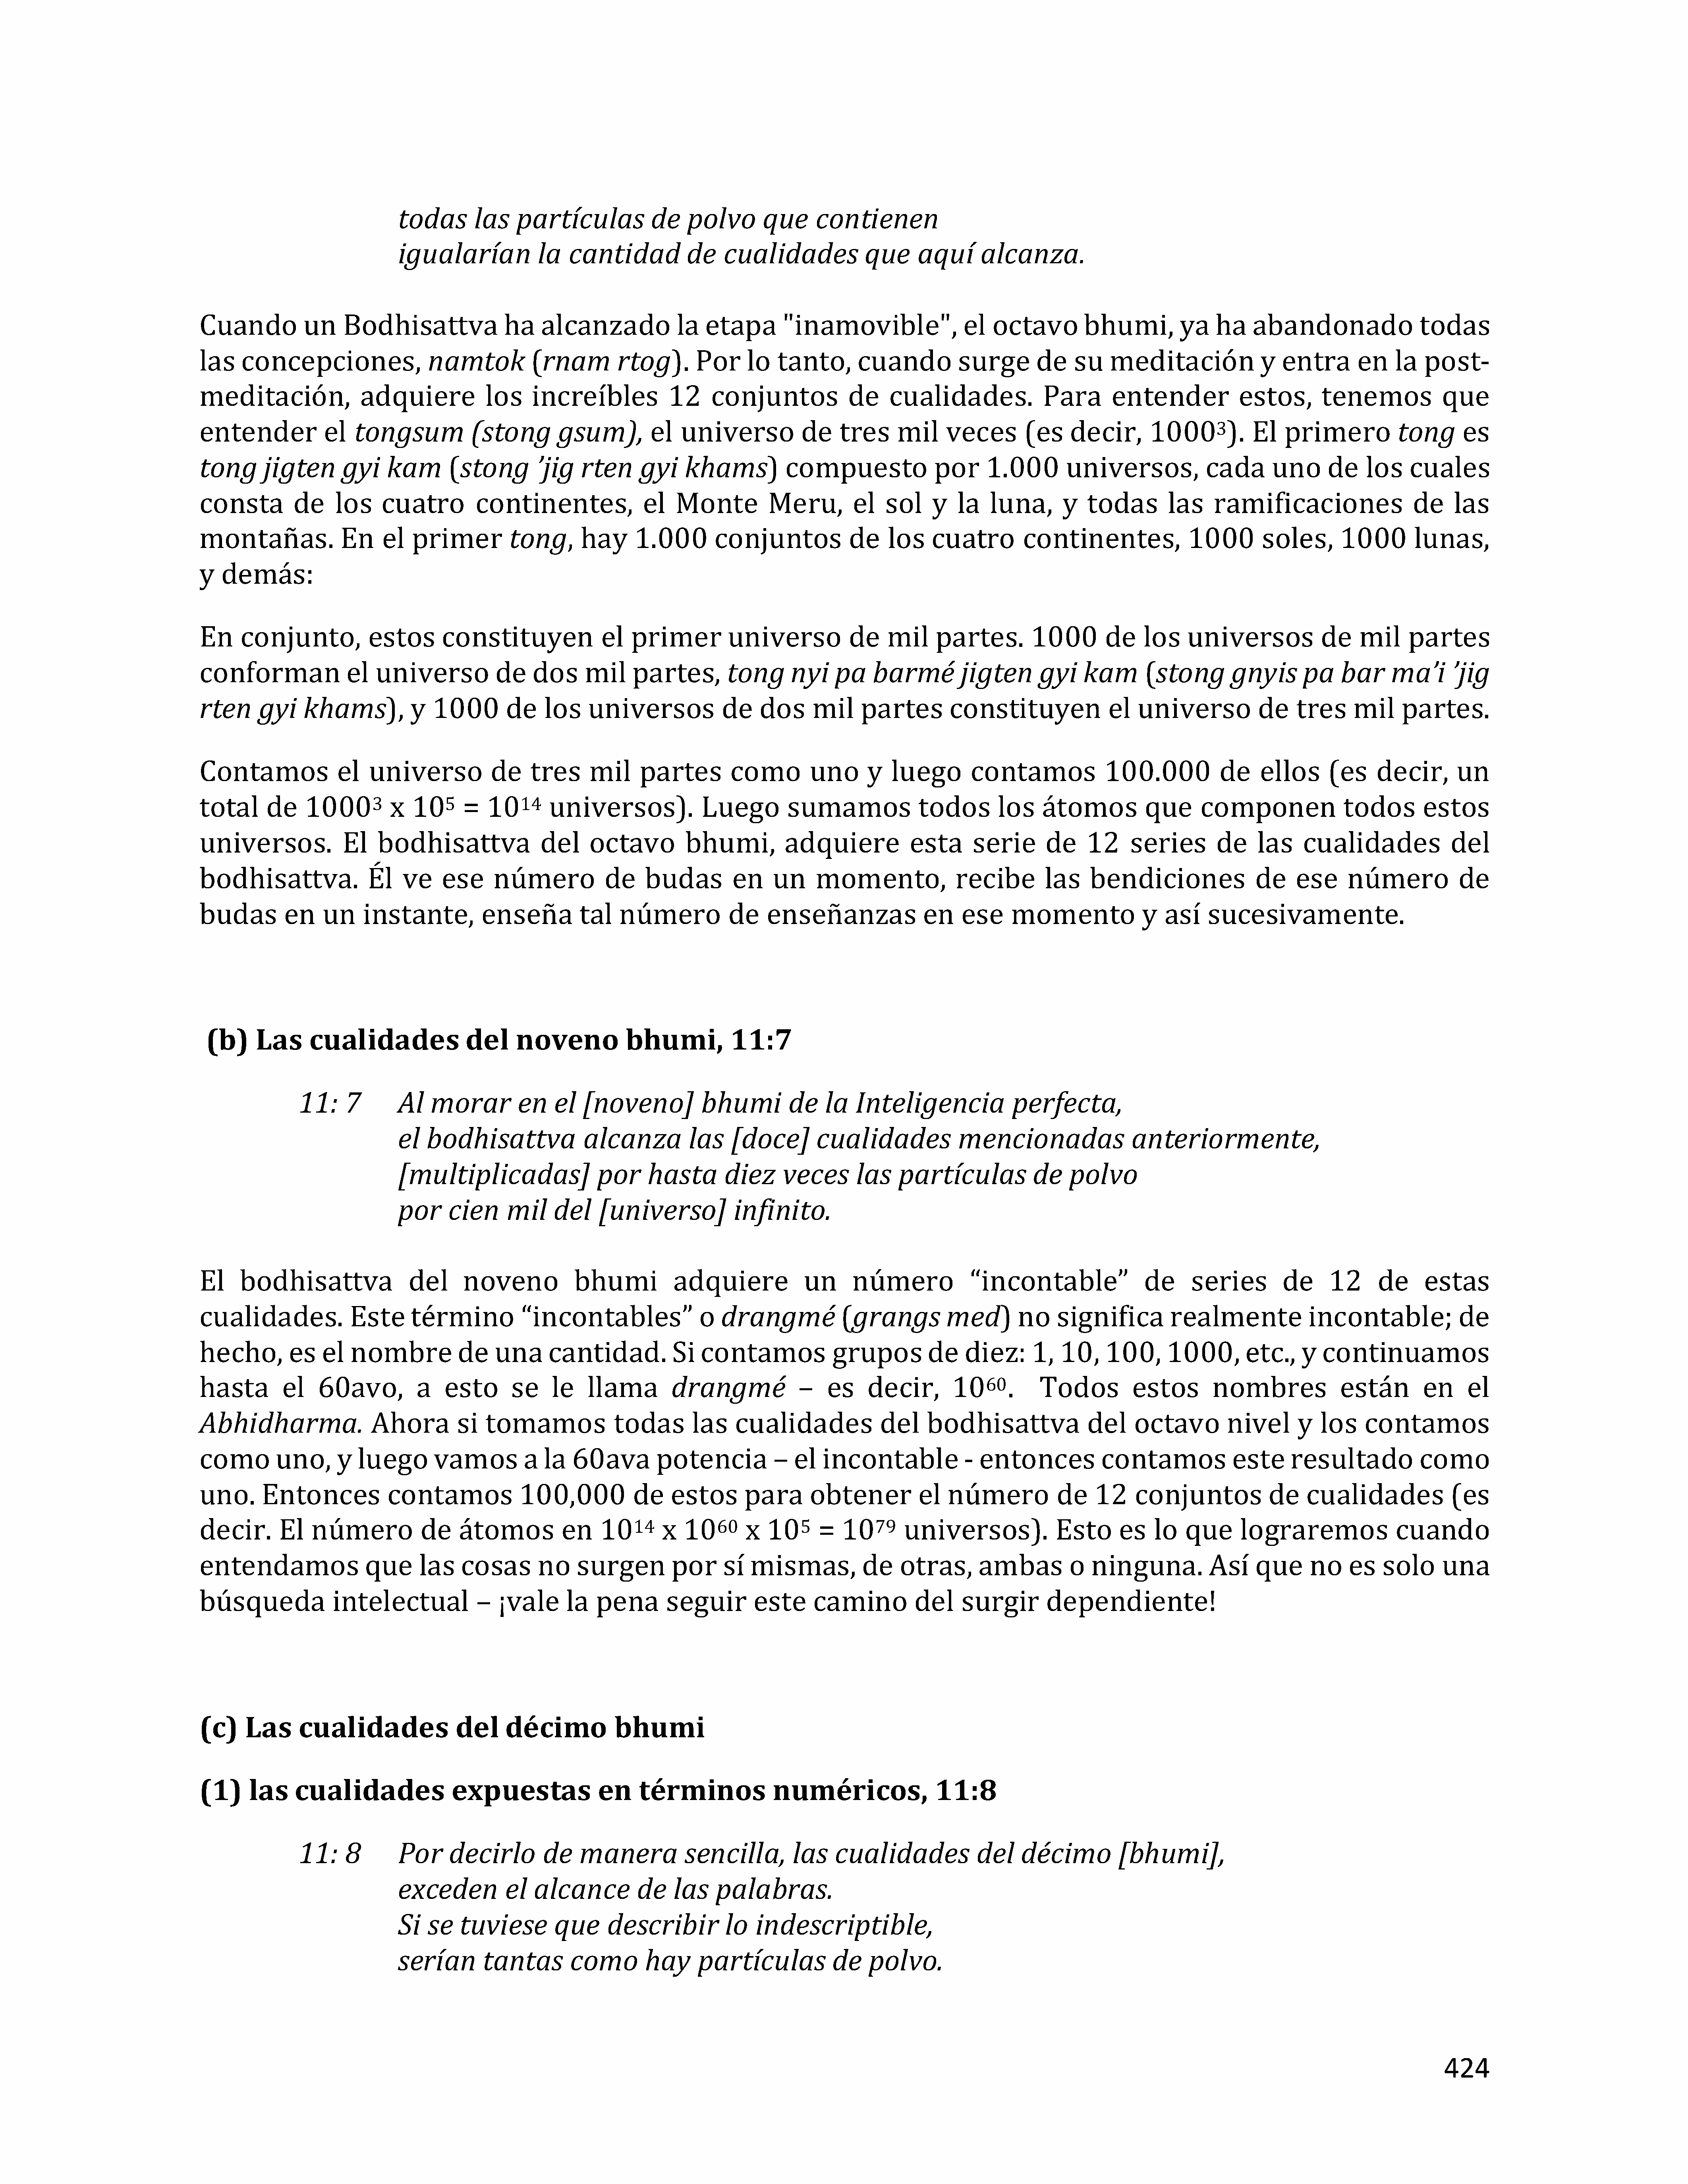 todas las partículas de polvo que contienen
igualarían la cantidad de cualidades que aquí alcanza.
Cuando un Bodhisattva ha alcanzado la etapa "inamovible", el octavo bhumi, ya ha abandonado todas
las concepciones, namtok (rnam rtog). Por lo tanto, cuando surge de su meditación y entra en la post-
meditación, adquiere los increíbles 12 conjuntos de cualidades. Para entender estos, tenemos que
entender el tongsum (stong gsum), el universo de tres mil veces (es decir, 1000³). El primero tong es
tong jigten gyi kam (stong ’jig rten gyi khams) compuesto por 1.000 universos, cada uno de los cuales
consta de los cuatro continentes, el Monte Meru, el sol y la luna, y todas las ramificaciones de las
montañas. En el primer tong, hay 1.000 conjuntos de los cuatro continentes, 1000 soles, 1000 lunas,
y demás:
En conjunto, estos constituyen el primer universo de mil partes. 1000 de los universos de mil partes
conforman el universo de dos mil partes, tong nyi pa barmé jigten gyi kam (stong gnyis pa bar ma’i ’jig
rten gyi khams), y 1000 de los universos de dos mil partes constituyen el universo de tres mil partes.
Contamos el universo de tres mil partes como uno y luego contamos 100.000 de ellos (es decir, un
total de 1000³ x 10⁵ = 10¹⁴ universos). Luego sumamos todos los átomos que componen todos estos
universos. El bodhisattva del octavo bhumi, adquiere esta serie de 12 series de las cualidades del
bodhisattva. Él ve ese número de budas en un momento, recibe las bendiciones de ese número de
budas en un instante, enseña tal número de enseñanzas en ese momento y así sucesivamente.
(b) Las cualidades del noveno bhumi, 11:7
11: 7 Al morar en el [noveno] bhumi de la Inteligencia perfecta,
el bodhisattva alcanza las [doce] cualidades mencionadas anteriormente,
[multiplicadas] por hasta diez veces las partículas de polvo
por cien mil del [universo] infinito.
El bodhisattva del noveno bhumi adquiere un número “incontable” de series de 12 de estas
cualidades. Este término “incontables” o drangmé (grangs med) no significa realmente incontable; de
hecho, es el nombre de una cantidad. Si contamos grupos de diez: 1, 10, 100, 1000, etc., y continuamos
hasta el 60avo, a esto se le llama drangmé – es decir, 10⁶⁰. Todos estos nombres están en el
Abhidharma. Ahora si tomamos todas las cualidades del bodhisattva del octavo nivel y los contamos
como uno, y luego vamos a la 60ava potencia – el incontable - entonces contamos este resultado como
uno. Entonces contamos 100,000 de estos para obtener el número de 12 conjuntos de cualidades (es
decir. El número de átomos en 10¹⁴ x 10⁶⁰ x 10⁵ = 10⁷⁹ universos). Esto es lo que lograremos cuando
entendamos que las cosas no surgen por sí mismas, de otras, ambas o ninguna. Así que no es solo una
búsqueda intelectual – ¡vale la pena seguir este camino del surgir dependiente!
(c) Las cualidades del décimo bhumi
(1) las cualidades expuestas en términos numéricos, 11:8
11: 8 Por decirlo de manera sencilla, las cualidades del décimo [bhumi],
exceden el alcance de las palabras.
Si se tuviese que describir lo indescriptible,
serían tantas como hay partículas de polvo.
424